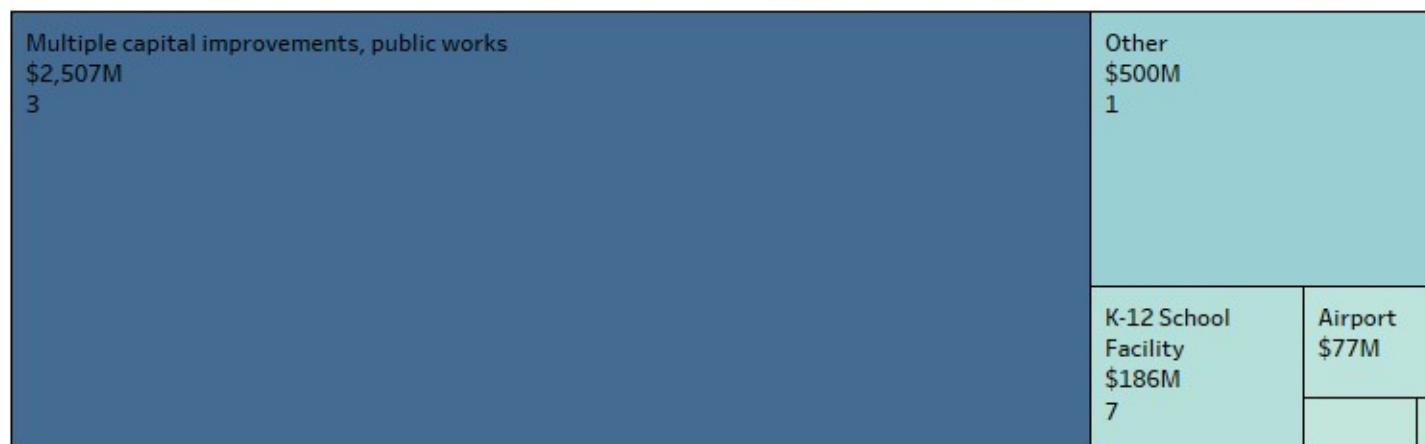 Multiple capital improvements, public works
$2,507M
3
Other
$500M
1
K-12 School
Facility
$186M
7
Airport
$77M